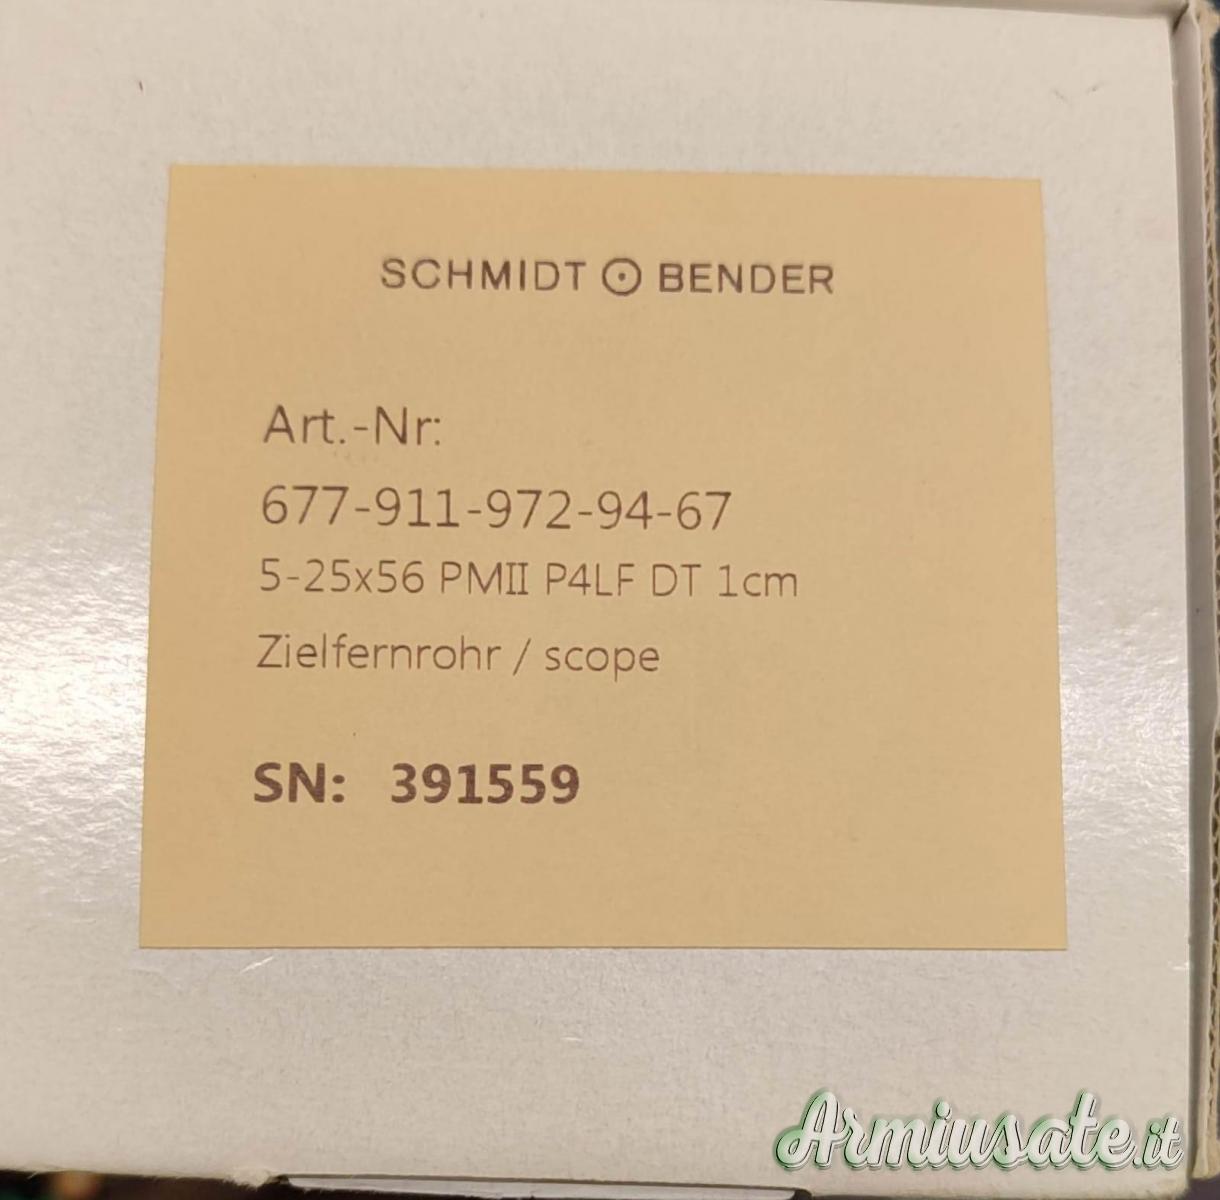 SCHMIDT BENDER
Art.-Nr:
677-911-972-94-67
5-25x56 PMII P4LF DT 1cm
Zielfernrohr / scope
SN: 391559
Armiusate.it